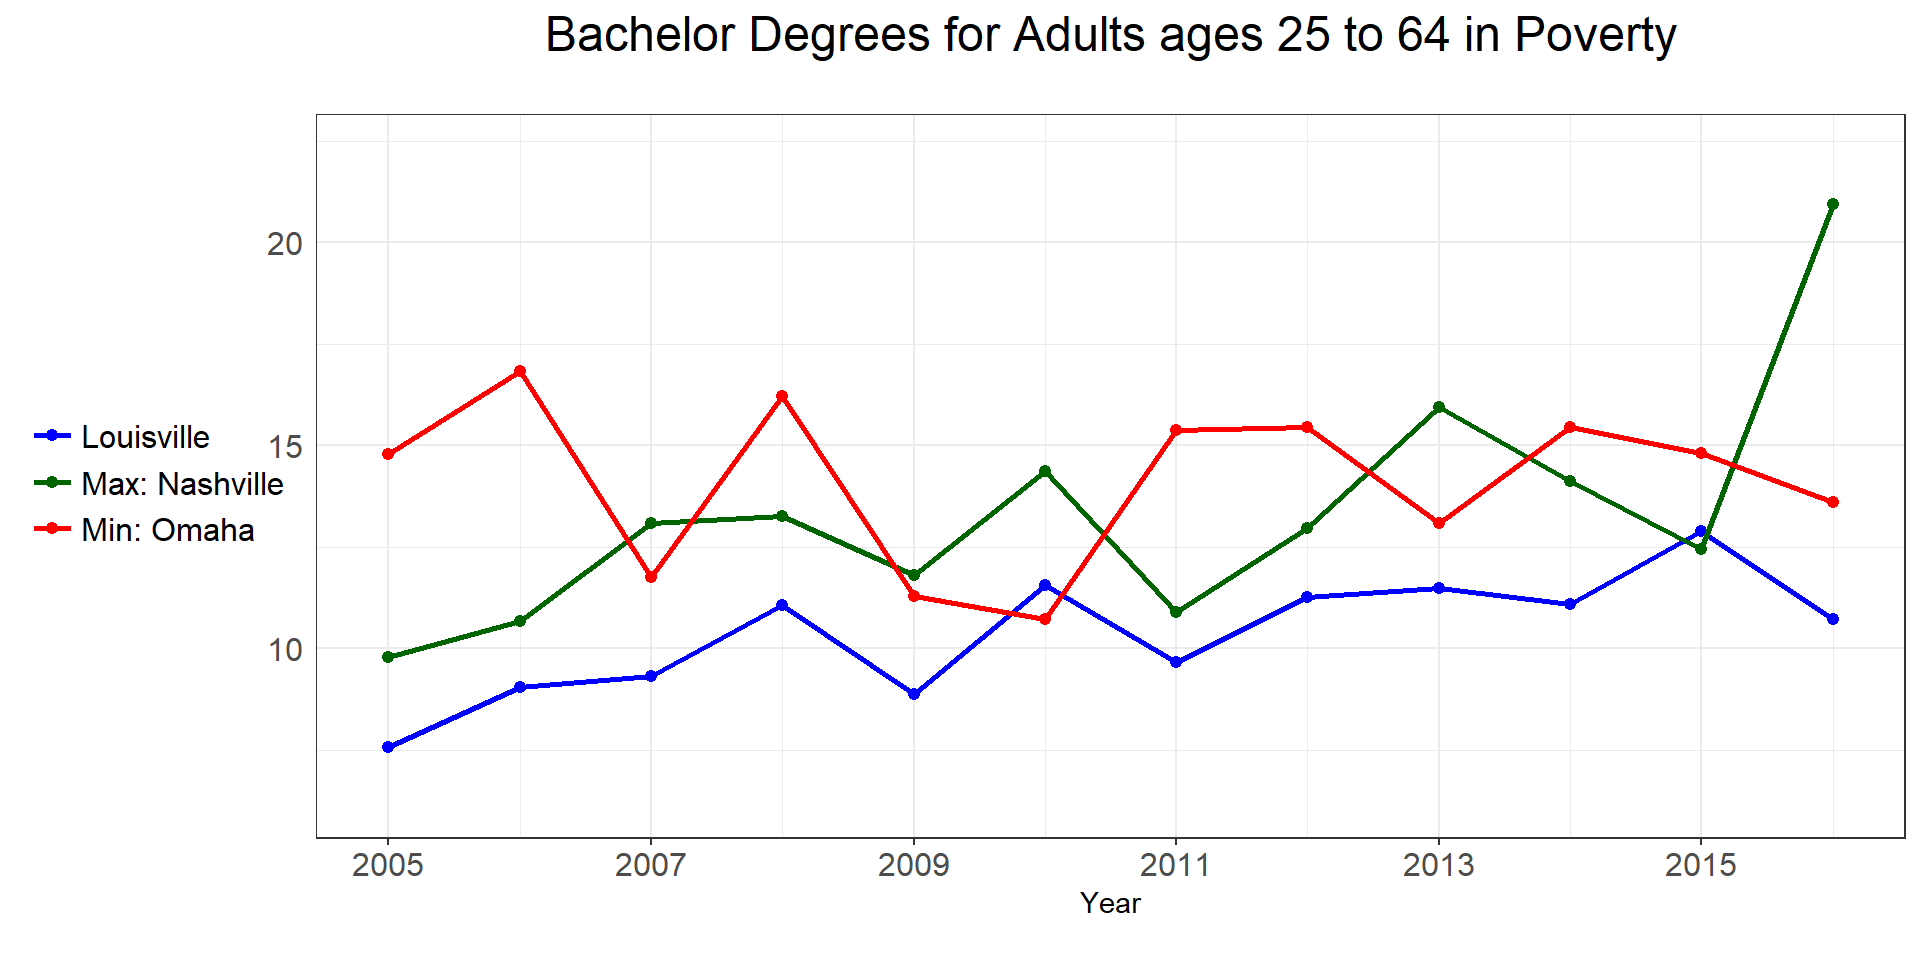 Bachelor Degrees for Adults ages 25 to 64 in Poverty
20
15
10
Louisville
Max: Nashville
Min: Omaha
2005 2007 2009 2011 2013 2015
Year